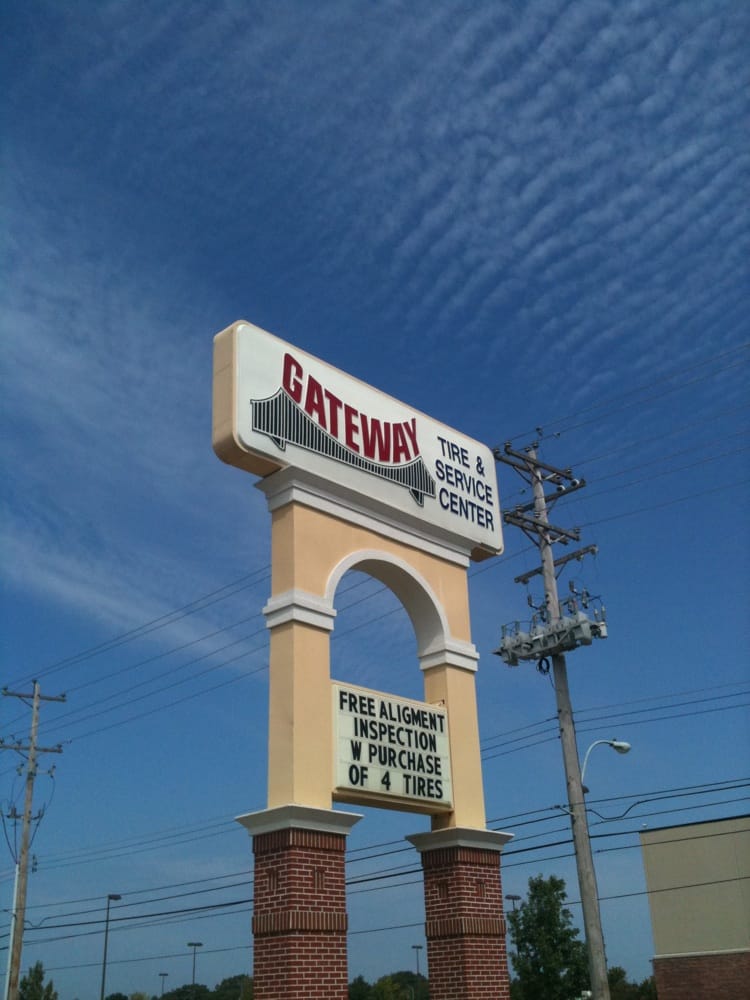 GATEWAY
TIRE &
SERVICE
CENTER
FREE ALIGMENT
INSPECTION
W PURCHASE
OF 4 TIRES